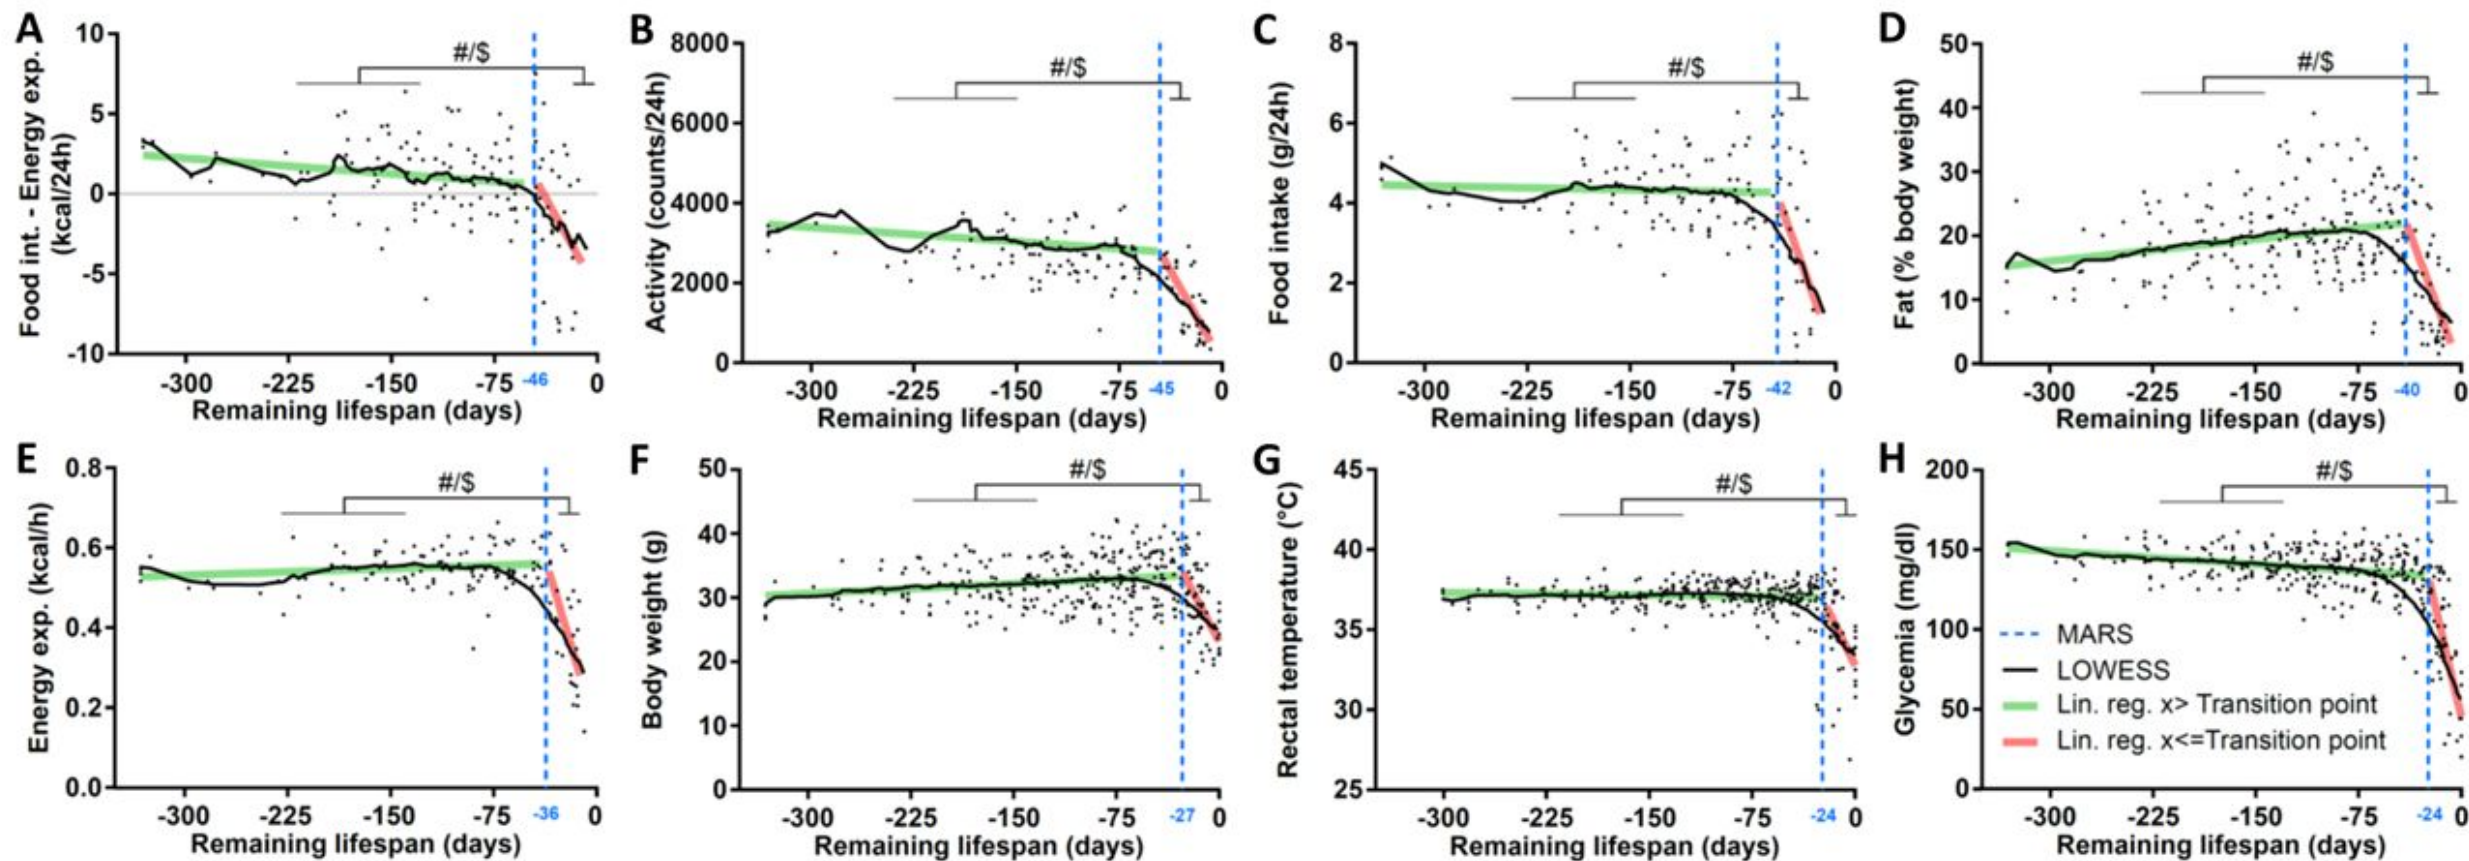 A
Food int. - Energy exp.
(kcal/24h)
10
5
0
-5
-10
#/$
-300 -225 -150 -75 -46 0
Remaining lifespan (days)
B
Activity (counts/24h)
8000
6000
4000
2000
0
#/$
-300 -225 -150 -75 -45 0
Remaining lifespan (days)
C
Food intake (g/24h)
8
6
4
2
0
#/$
-300 -225 -150 -75 -42 0
Remaining lifespan (days)
D
Fat (% body weight)
50
40
30
20
10
0
#/$
-300 -225 -150 -75 -40 0
Remaining lifespan (days)
E
Energy exp. (kcal/h)
0.8
0.6
0.4
0.2
0.0
#/$
-300 -225 -150 -75 -36 0
Remaining lifespan (days)
F
Body weight (g)
50
40
30
20
10
0
#/$
-300 -225 -150 -75 -27 0
Remaining lifespan (days)
G
Rectal temperature (°C)
45
40
35
30
25
#/$
-300 -225 -150 -75 -24 0
Remaining lifespan (days)
H
Glycemia (mg/dl)
200
150
100
50
0
#/$
MARS
LOWESS
Lin. reg. x> Transition point
Lin. reg. x<=Transition point
-300 -225 -150 -75 -24 0
Remaining lifespan (days)